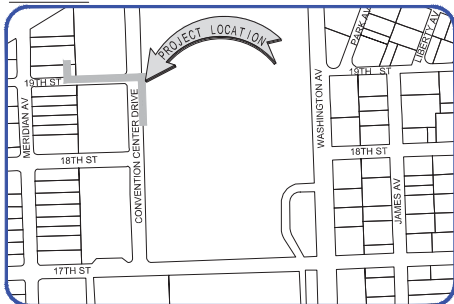 PARK AV
LIBERTY AV
PROJECT LOCATION
19TH ST
19TH ST
MERIDIAN AV
CONVENTION CENTER DRIVE
WASHINGTON AV
18TH ST
18TH ST
JAMES AV
17TH ST